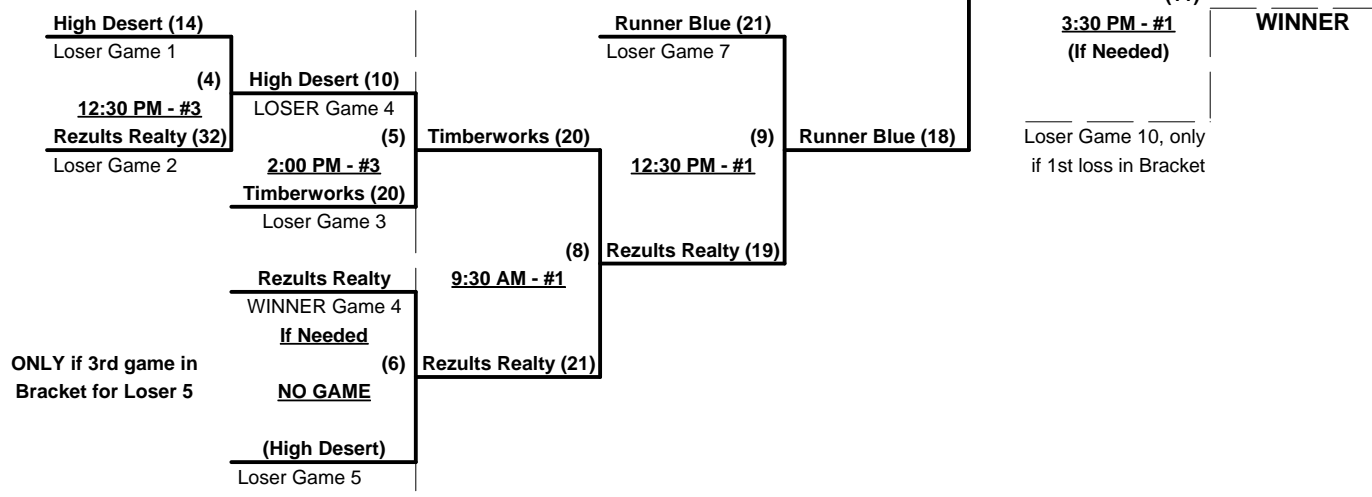 High Desert (14)
Loser Game 1
(4)
12:30 PM - #3
Rezults Realty (32)
Loser Game 2
High Desert (10)
LOSER Game 4
(5)
2:00 PM - #3
Timberworks (20)
Loser Game 3
Rezults Realty
WINNER Game 4
If Needed
(6)
NO GAME
(High Desert)
Loser Game 5
ONLY if 3rd game in
Bracket for Loser 5
Timberworks (20)
(8)
9:30 AM - #1
Rezults Realty (21)
Runner Blue (21)
Loser Game 7
(9)
12:30 PM - #1
Rezults Realty (19)
Runner Blue (18)
3:30 PM - #1
(If Needed)
WINNER
Loser Game 10, only
if 1st loss in Bracket